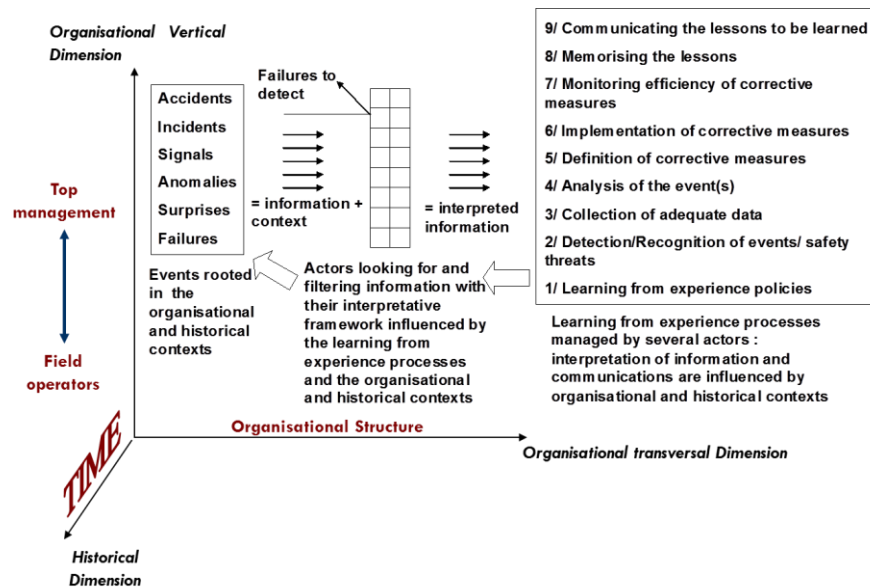 Organisational Vertical
Dimension
Accidents
Incidents
Signals
Anomalies
Surprises
Failures
Failures to
detect
= information +
context
= interpreted
information
9/ Communicating the lessons to be learned
8/ Memorising the lessons
7/ Monitoring efficiency of corrective
measures
6/ Implementation of corrective measures
5/ Definition of corrective measures
4/ Analysis of the event(s)
3/ Collection of adequate data
2/ Detection/Recognition of events/ safety
threats
1/ Learning from experience policies
Top
management
Field
operators
Events rooted
in the
organisational
and historical
contexts
Actors looking for and
filtering information with
their interpretative
framework influenced by
the learning from
experience processes
and the organisational
and historical contexts
Learning from experience processes
managed by several actors :
interpretation of information and
communications are influenced by
organisational and historical contexts
Organisational Structure
Organisational transversal Dimension
TIME
Historical
Dimension